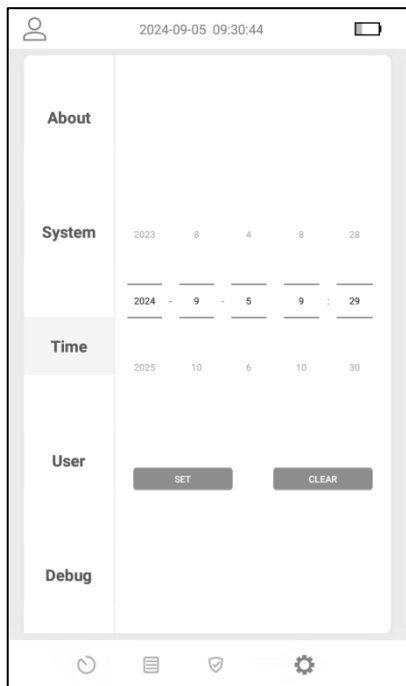 2024-09-05 09:30:44
About
System
2023 8 4 8 28
2024 - 9 - 5 9 : 29
Time
2025 10 6 10 30
User
SET CLEAR
Debug